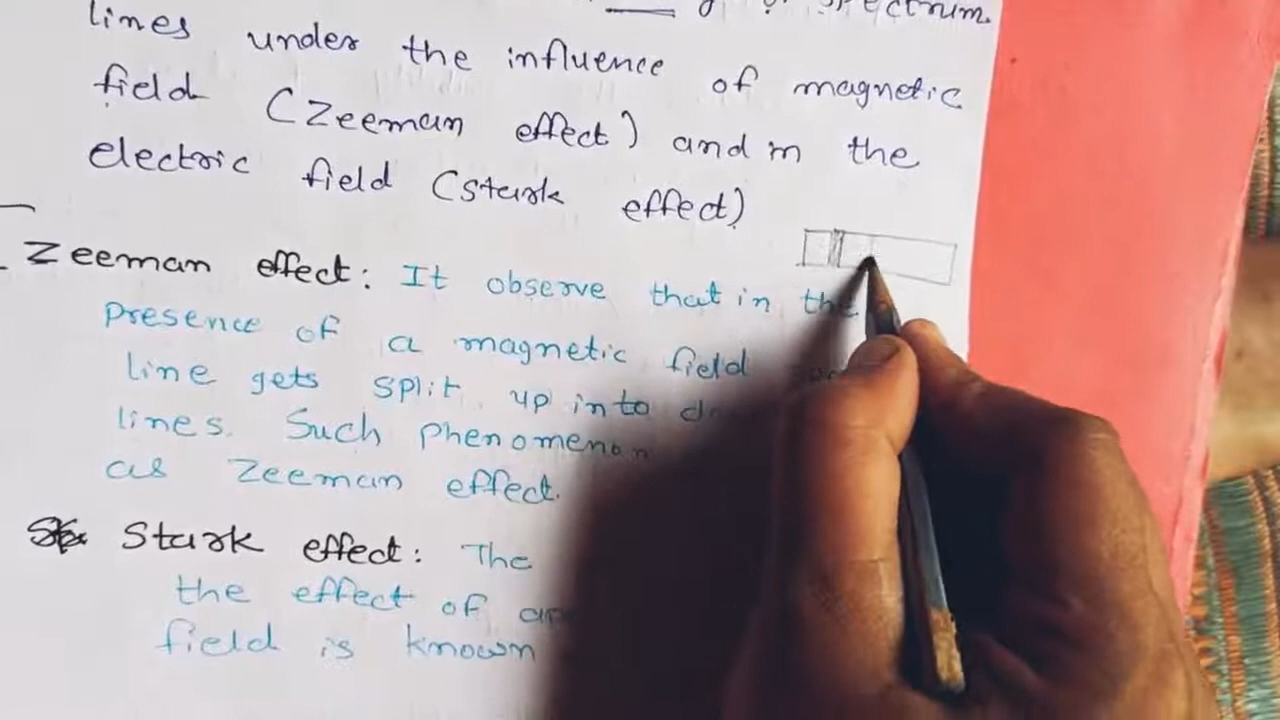 spectrum.
lines under the influence of magnetic
field (Zeeman effect) and in the
electric field (Stark effect)
Zeeman effect: It observe that in the
presence of a magnetic field
line gets split up into
lines. Such phenomenon
as Zeeman effect.
Stark effect: The
the effect of
field is known